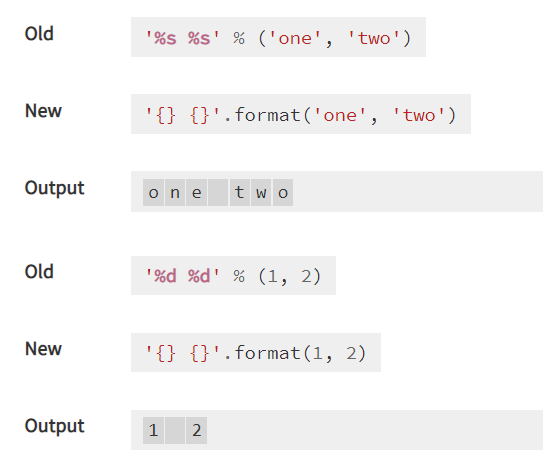 Old '%s %s' % ('one', 'two')
New '{} {}'.format('one', 'two')
Output one two
Old '%d %d' % (1, 2)
New '{} {}'.format(1, 2)
Output 1 2